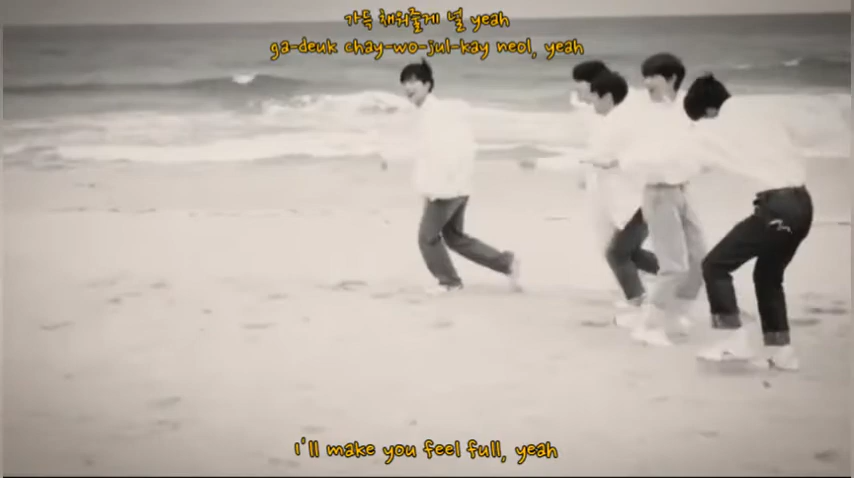 가득 채워줄게 널 yeah
ga-deuk chay-wo-jul-kay neol, yeah
I'll make you feel full, yeah